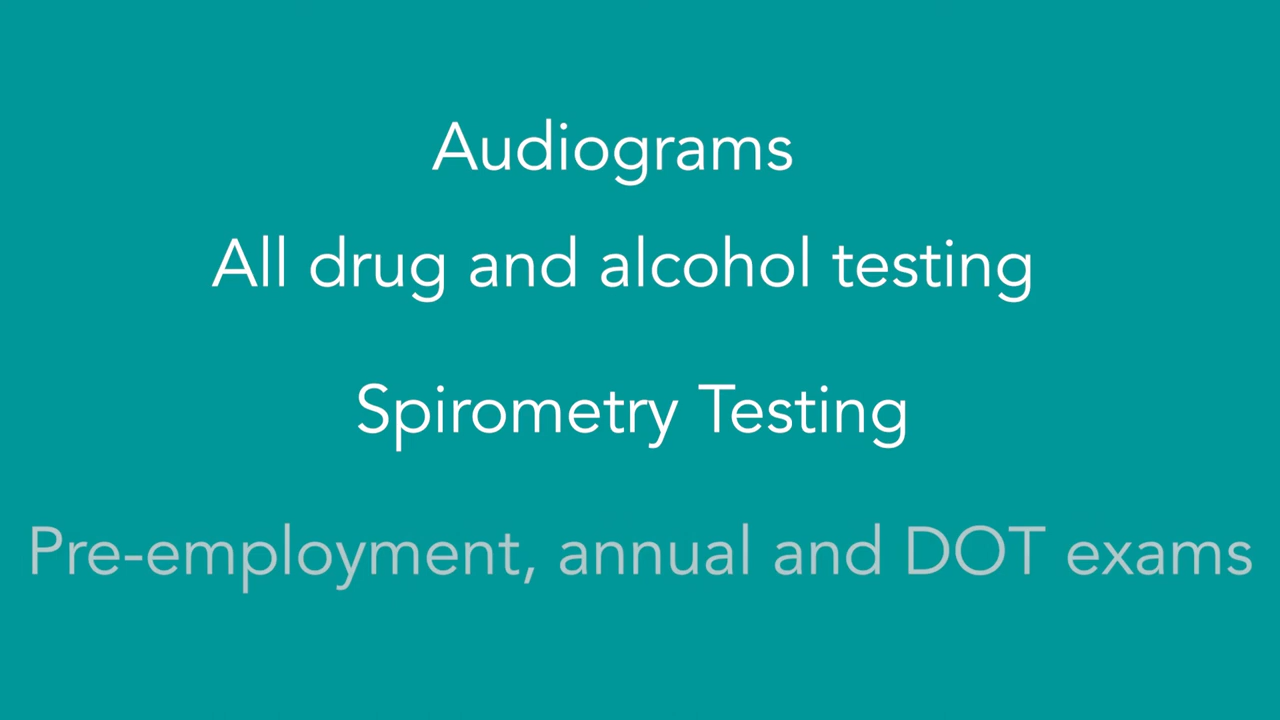 Audiograms
All drug and alcohol testing
Spirometry Testing
Pre-employment, annual and DOT exams